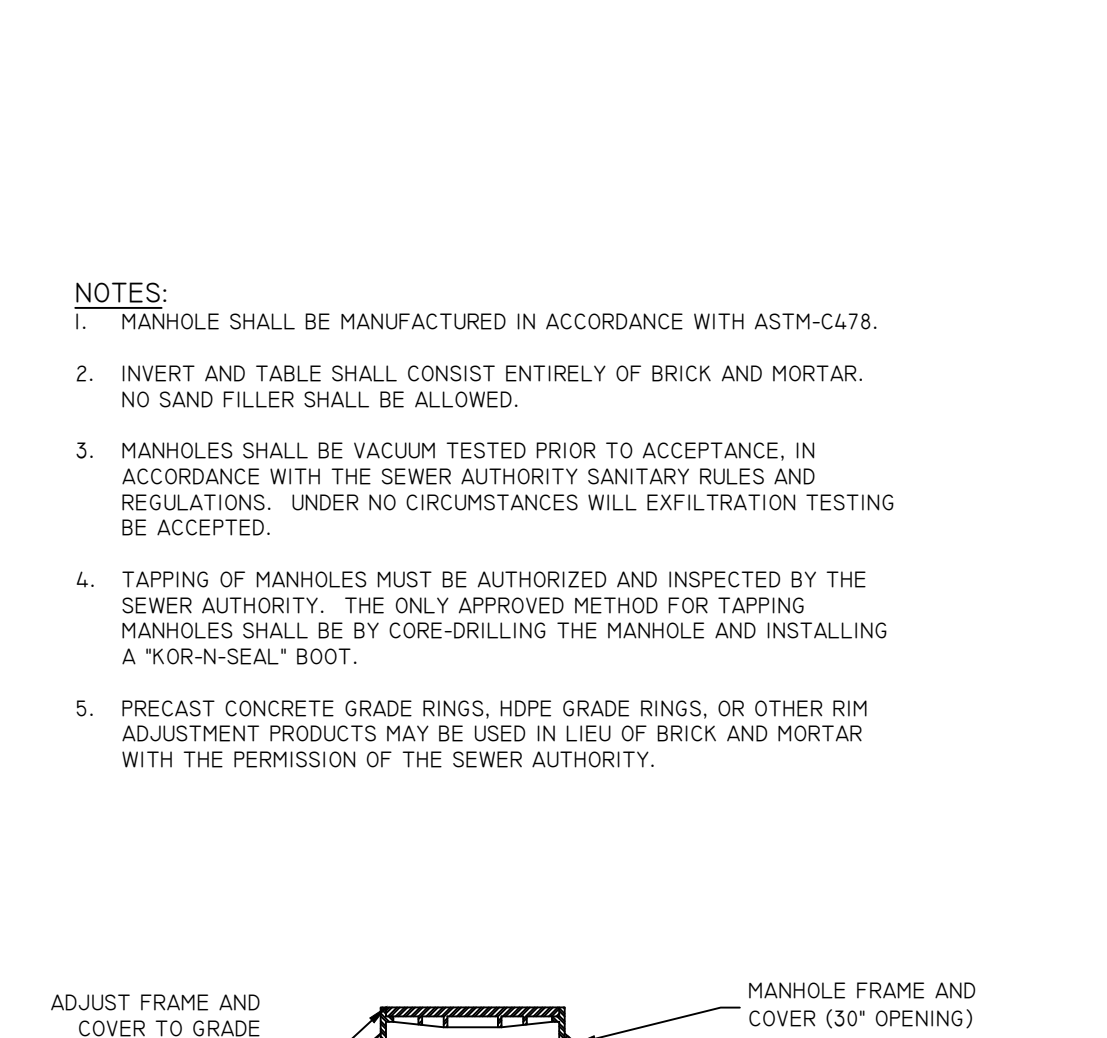 NOTES:
1. MANHOLE SHALL BE MANUFACTURED IN ACCORDANCE WITH ASTM-C478.
2. INVERT AND TABLE SHALL CONSIST ENTIRELY OF BRICK AND MORTAR.
NO SAND FILLER SHALL BE ALLOWED.
3. MANHOLES SHALL BE VACUUM TESTED PRIOR TO ACCEPTANCE, IN
ACCORDANCE WITH THE SEWER AUTHORITY SANITARY RULES AND
REGULATIONS. UNDER NO CIRCUMSTANCES WILL EXFILTRATION TESTING
BE ACCEPTED.
4. TAPPING OF MANHOLES MUST BE AUTHORIZED AND INSPECTED BY THE
SEWER AUTHORITY. THE ONLY APPROVED METHOD FOR TAPPING
MANHOLES SHALL BE BY CORE-DRILLING THE MANHOLE AND INSTALLING
A "KOR-N-SEAL" BOOT.
5. PRECAST CONCRETE GRADE RINGS, HDPE GRADE RINGS, OR OTHER RIM
ADJUSTMENT PRODUCTS MAY BE USED IN LIEU OF BRICK AND MORTAR
WITH THE PERMISSION OF THE SEWER AUTHORITY.
ADJUST FRAME AND
COVER TO GRADE
MANHOLE FRAME AND
COVER (30" OPENING)